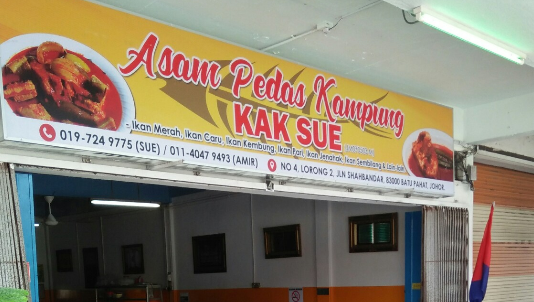 Asam Pedas Kampung
KAK SUE
- Ikan Merah, Ikan Caru, Ikan Kembung, Ikan Pari, Ikan Jenahak, Ikan Sembilang & Lain-lain
019-724 9775 (SUE) / 011-4047 9493 (AMIR)
NO 4, LORONG 2, JLN SHAHBANDAR, 83000 BATU PAHAT, JOHOR.